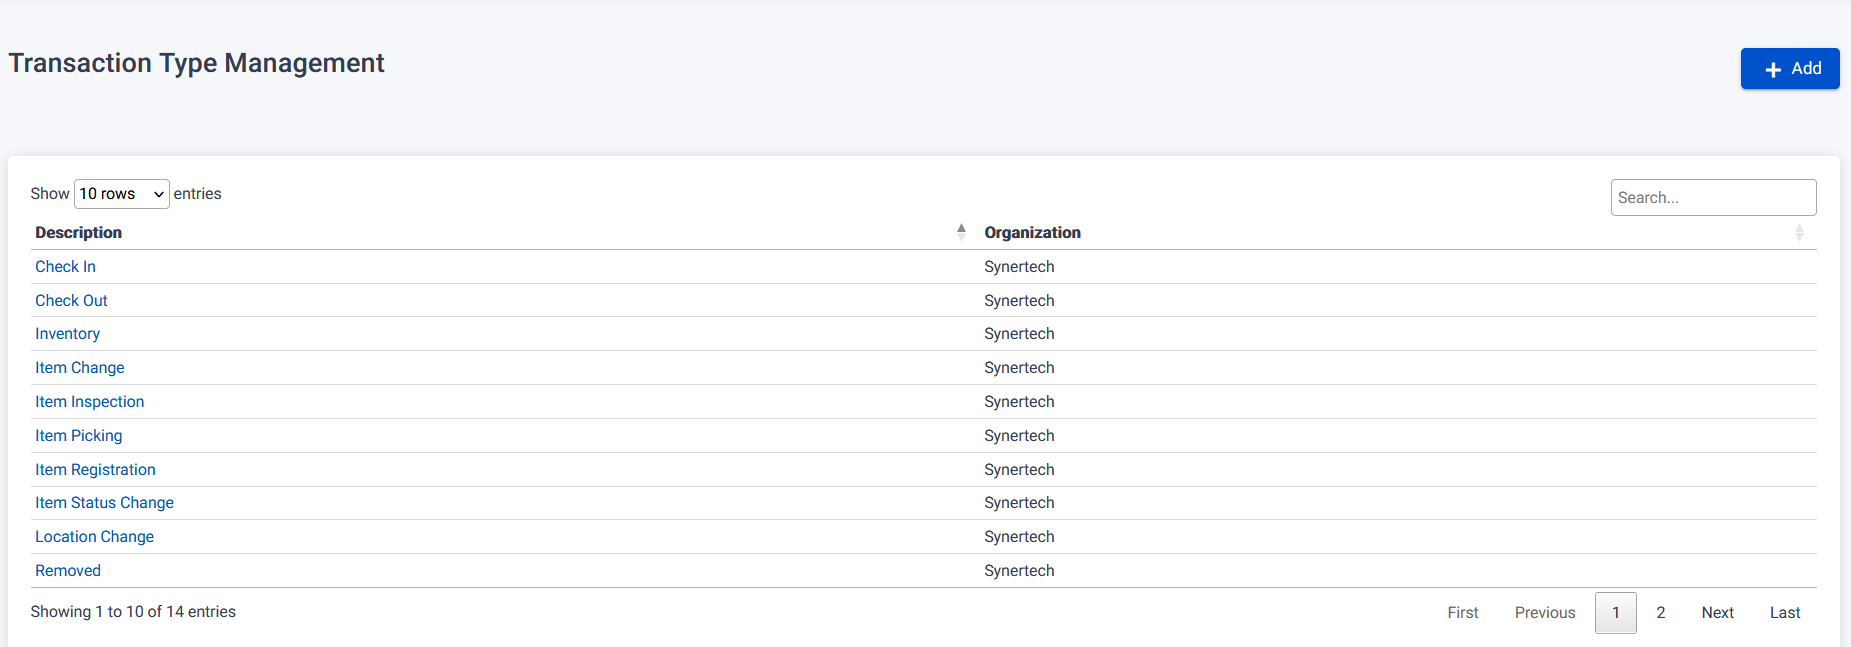 Transaction Type Management
Add
Show 10 rows entries
Search...
Description Organization
Check In Synertech
Check Out Synertech
Inventory Synertech
Item Change Synertech
Item Inspection Synertech
Item Picking Synertech
Item Registration Synertech
Item Status Change Synertech
Location Change Synertech
Removed Synertech
Showing 1 to 10 of 14 entries First Previous 1 2 Next Last